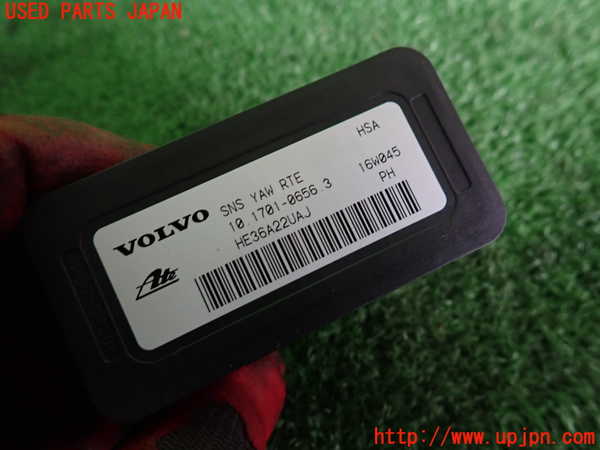 USED PARTS JAPAN
VOLVO
SNS YAW RTE
HSA
10.1701-0656.3
16W045
HE36A22UAJ
PH
Ate
http://www.upjpn.com/